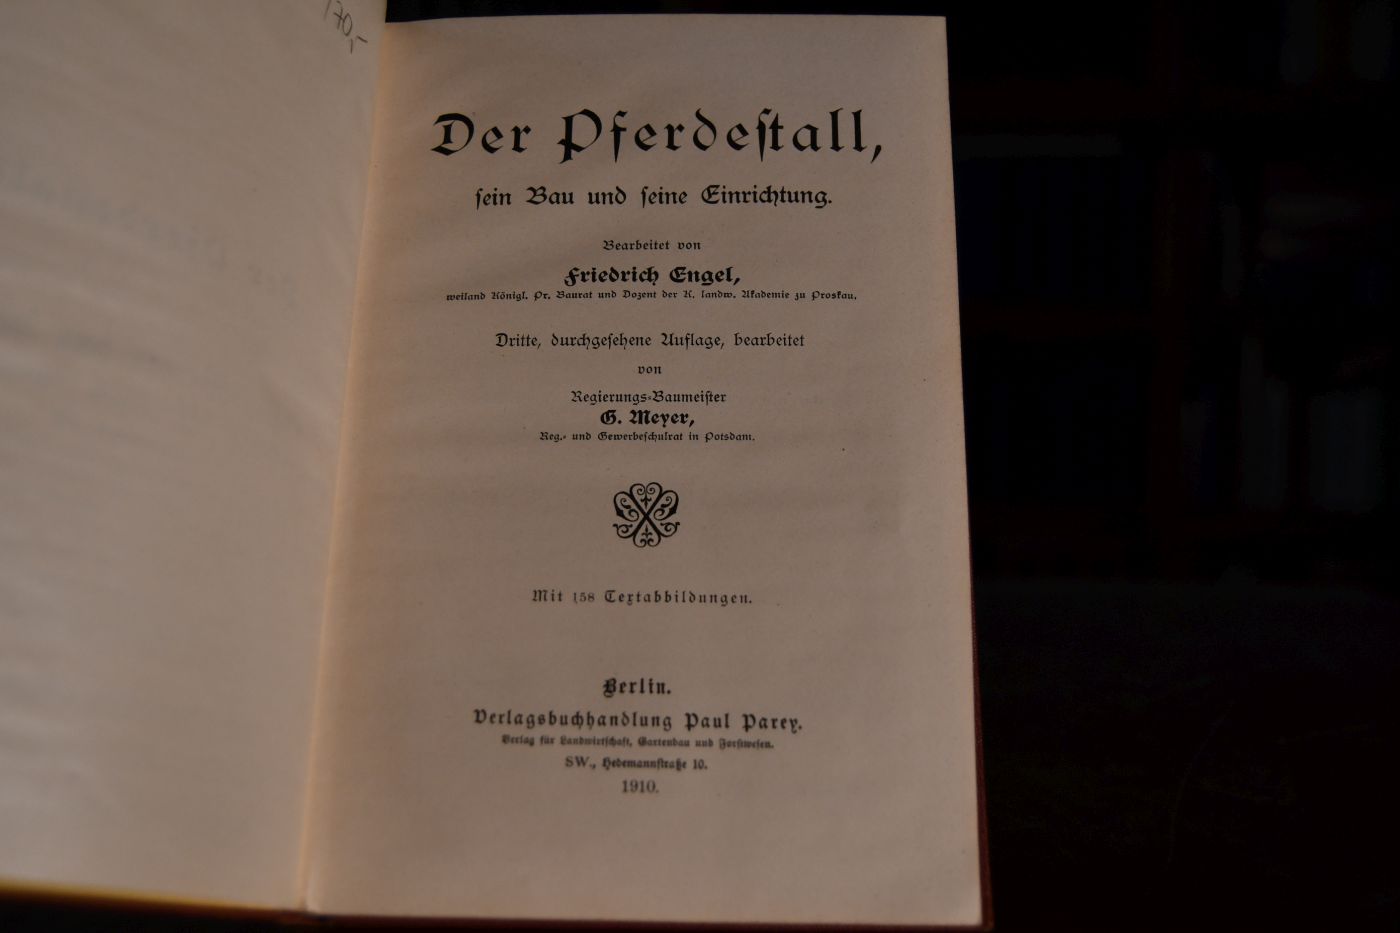 170,-
Der Pferdeſtall,
ſein Bau und ſeine Einrichtung.
Bearbeitet von
Friedrich Engel,
weiland Königl. Pr. Baurat und Dozent der K. landw. Akademie zu Proskau.
Dritte, durchgeſehene Auflage, bearbeitet
von
Regierungs-Baumeiſter
G. Meyer,
Reg.- und Gewerbeſchulrat in Potsdam.
Mit 158 Textabbildungen.
Berlin.
Verlagsbuchhandlung Paul Parey.
Verlag für Landwirtſchaft, Gartenbau und Forſtweſen.
SW., Hedemannſtraße 10.
1910.